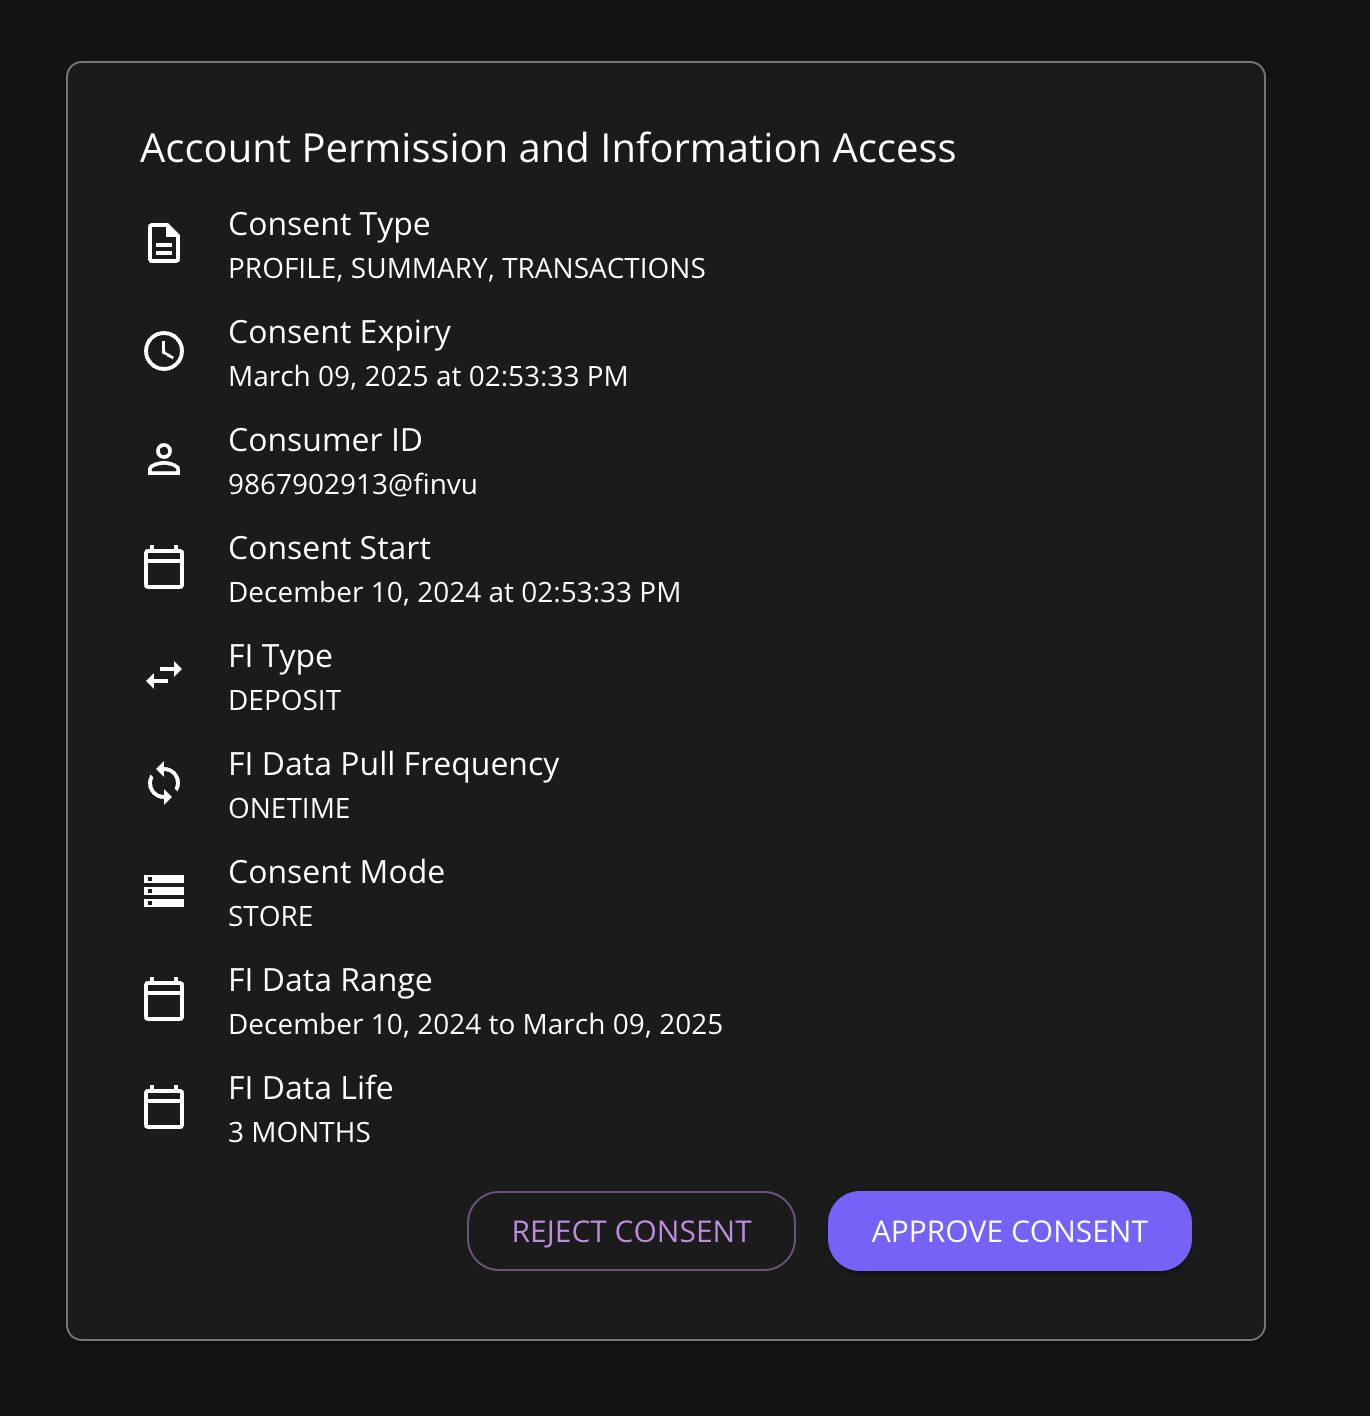 Account Permission and Information Access
Consent Type
PROFILE, SUMMARY, TRANSACTIONS
Consent Expiry
March 09, 2025 at 02:53:33 PM
Consumer ID
9867902913@finvu
Consent Start
December 10, 2024 at 02:53:33 PM
FI Type
DEPOSIT
FI Data Pull Frequency
ONETIME
Consent Mode
STORE
FI Data Range
December 10, 2024 to March 09, 2025
FI Data Life
3 MONTHS
REJECT CONSENT
APPROVE CONSENT